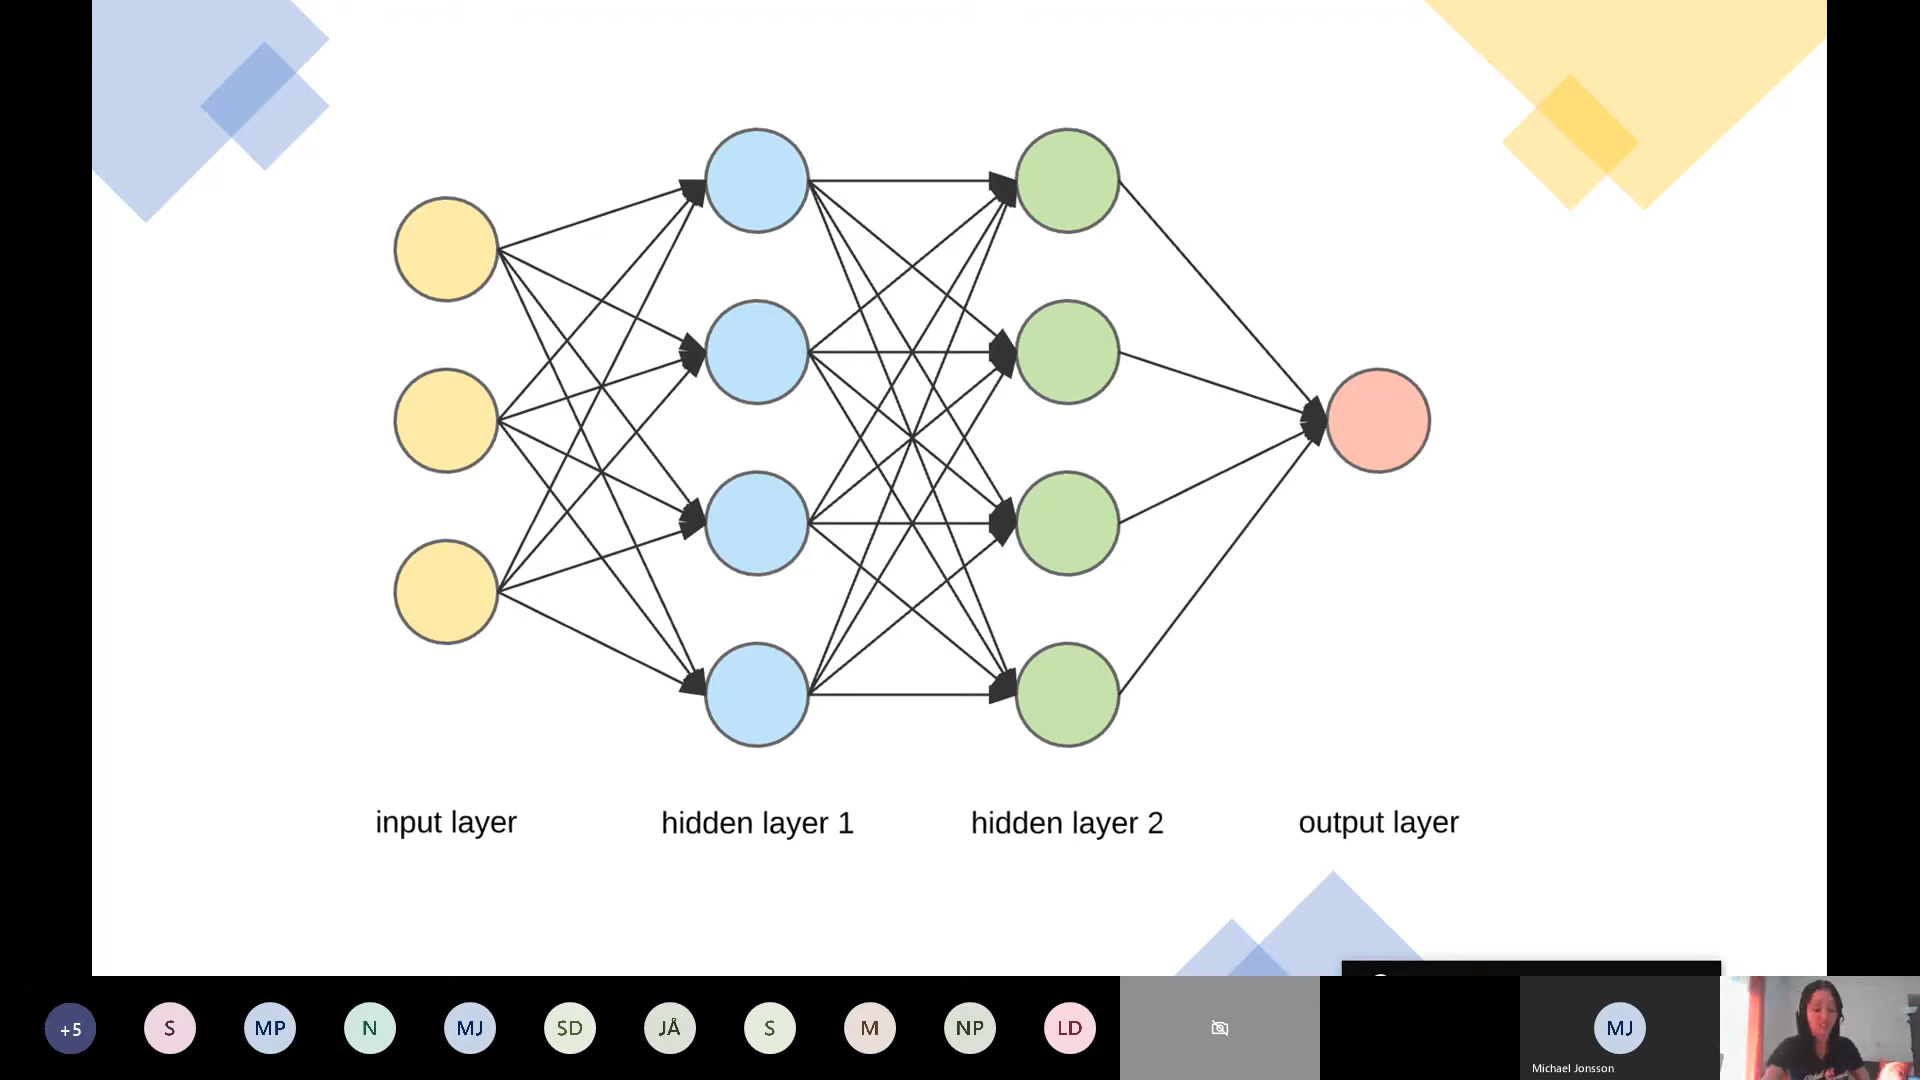 input layer
hidden layer 1
hidden layer 2
output layer
+5
S
MP
N
MJ
SD
JÅ
S
M
NP
LD
MJ
Michael Jonsson